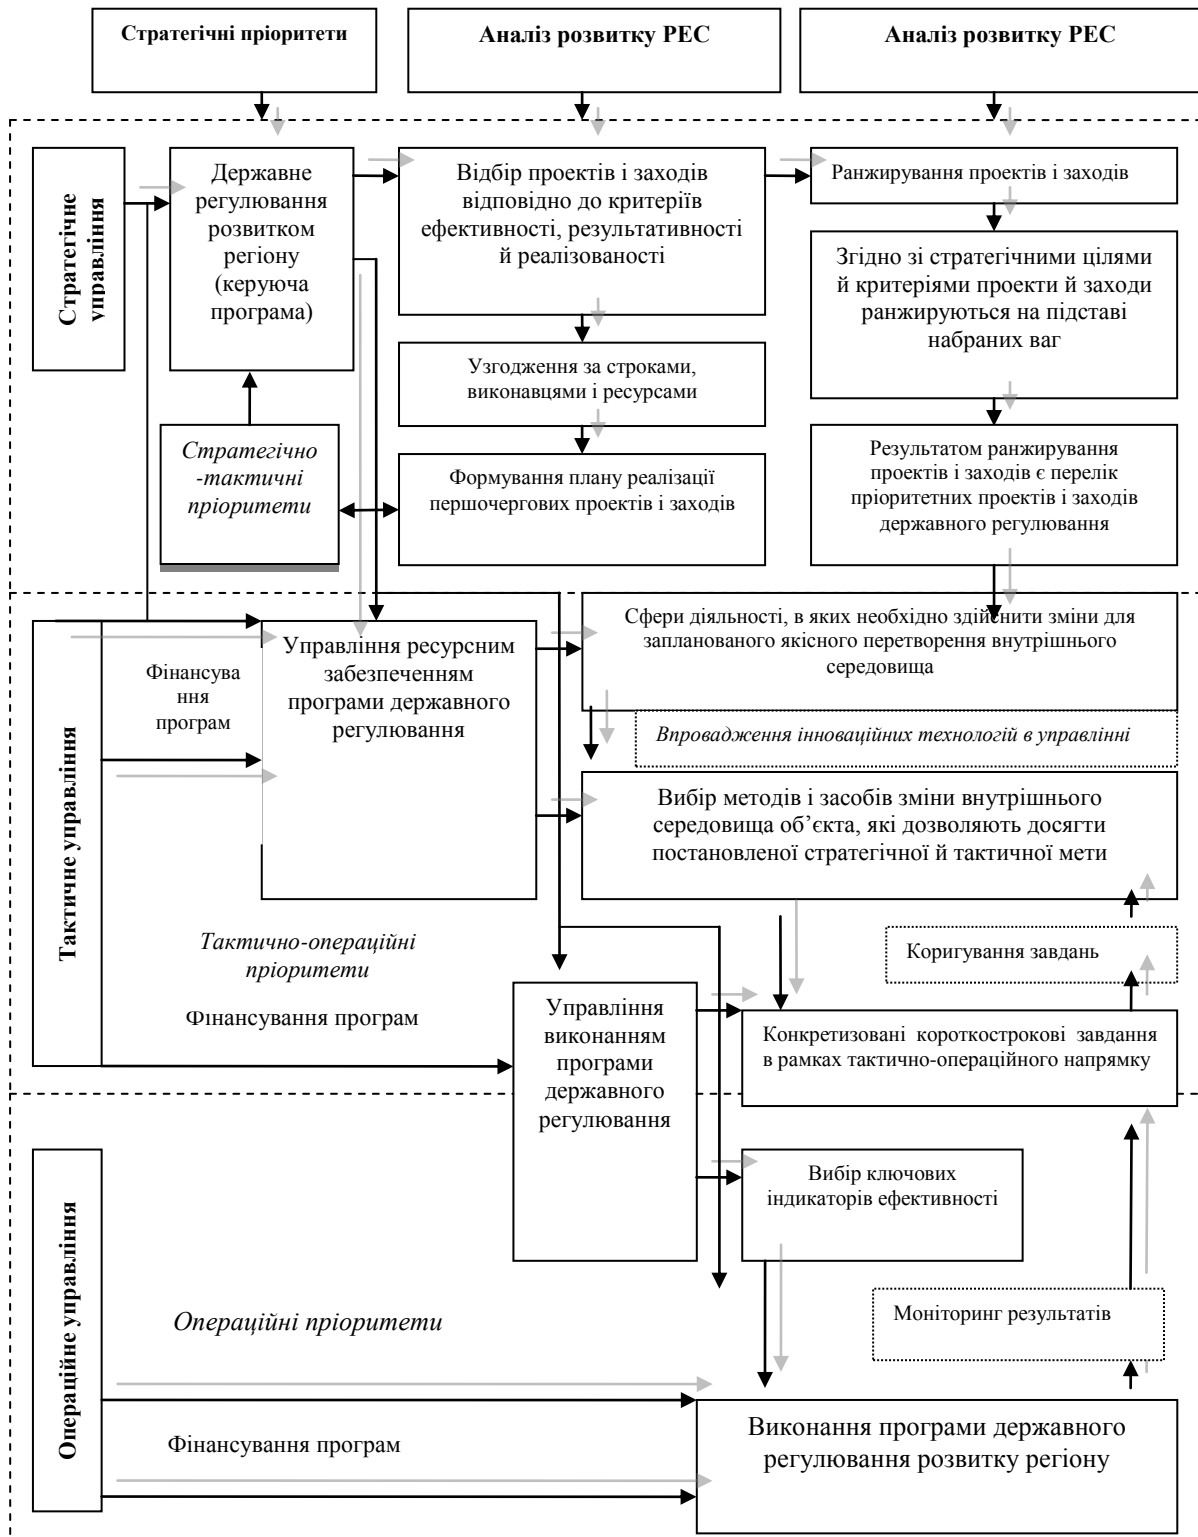 Стратегічні пріоритети
Аналіз розвитку РЕС
Аналіз розвитку РЕС
Стратегічне
управління
Державне
регулювання
розвитком
регіону
(керуюча
програма)
Відбір проектів і заходів
відповідно до критеріїв
ефективності, результативності
й реалізованості
Ранжирування проектів і заходів
Згідно зі стратегічними цілями
й критеріями проекти й заходи
ранжируються на підставі
набраних ваг
Узгодження за строками,
виконавцями і ресурсами
Стратегічно
-тактичні
пріоритети
Формування плану реалізації
першочергових проектів і заходів
Результатом ранжирування
проектів і заходів є перелік
пріоритетних проектів і заходів
державного регулювання
Тактичне управління
Фінансува
ння
програм
Управління ресурсним
забезпеченням
програми державного
регулювання
Сфери діяльності, в яких необхідно здійснити зміни для
запланованого якісного перетворення внутрішнього
середовища
Впровадження інноваційних технологій в управлінні
Вибір методів і засобів зміни внутрішнього
середовища об’єкта, які дозволяють досягти
постановленої стратегічної й тактичної мети
Тактично-операційні
пріоритети
Фінансування програм
Коригування завдань
Управління
виконанням
програми
державного
регулювання
Конкретизовані короткострокові завдання
в рамках тактично-операційного напрямку
Операційне управління
Вибір ключових
індикаторів ефективності
Операційні пріоритети
Моніторинг результатів
Фінансування програм
Виконання програми державного
регулювання розвитку регіону